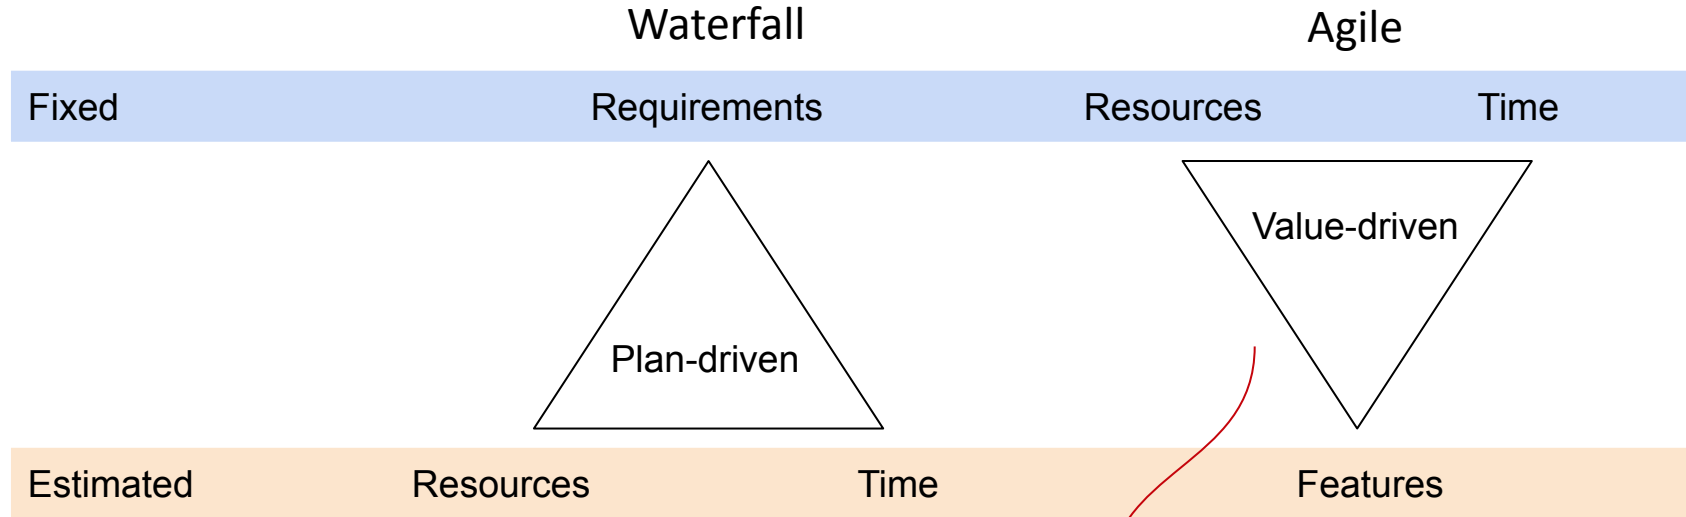 Waterfall Agile
Fixed Requirements Resources Time
Value-driven
Plan-driven
Estimated Resources Time Features